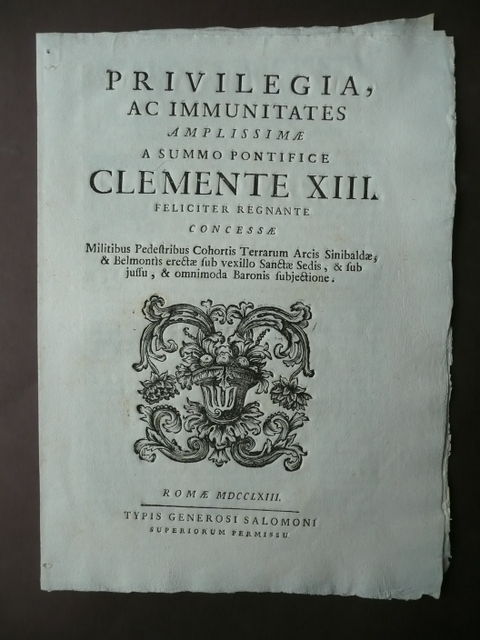 PRIVILEGIA,
AC IMMUNITATES
AMPLISSIMÆ
A SUMMO PONTIFICE
CLEMENTE XIII.
FELICITER REGNANTE
CONCESSÆ
Militibus Pedeſtribus Cohortis Terrarum Arcis Sinibaldæ,
& Belmontis erectæ ſub vexillo Sanctæ Sedis, & ſub
juſſu, & omnimoda Baronis ſubjectione.
ROMÆ MDCCLXIII.
TYPIS GENEROSI SALOMONI
SUPERIORUM PERMISSU